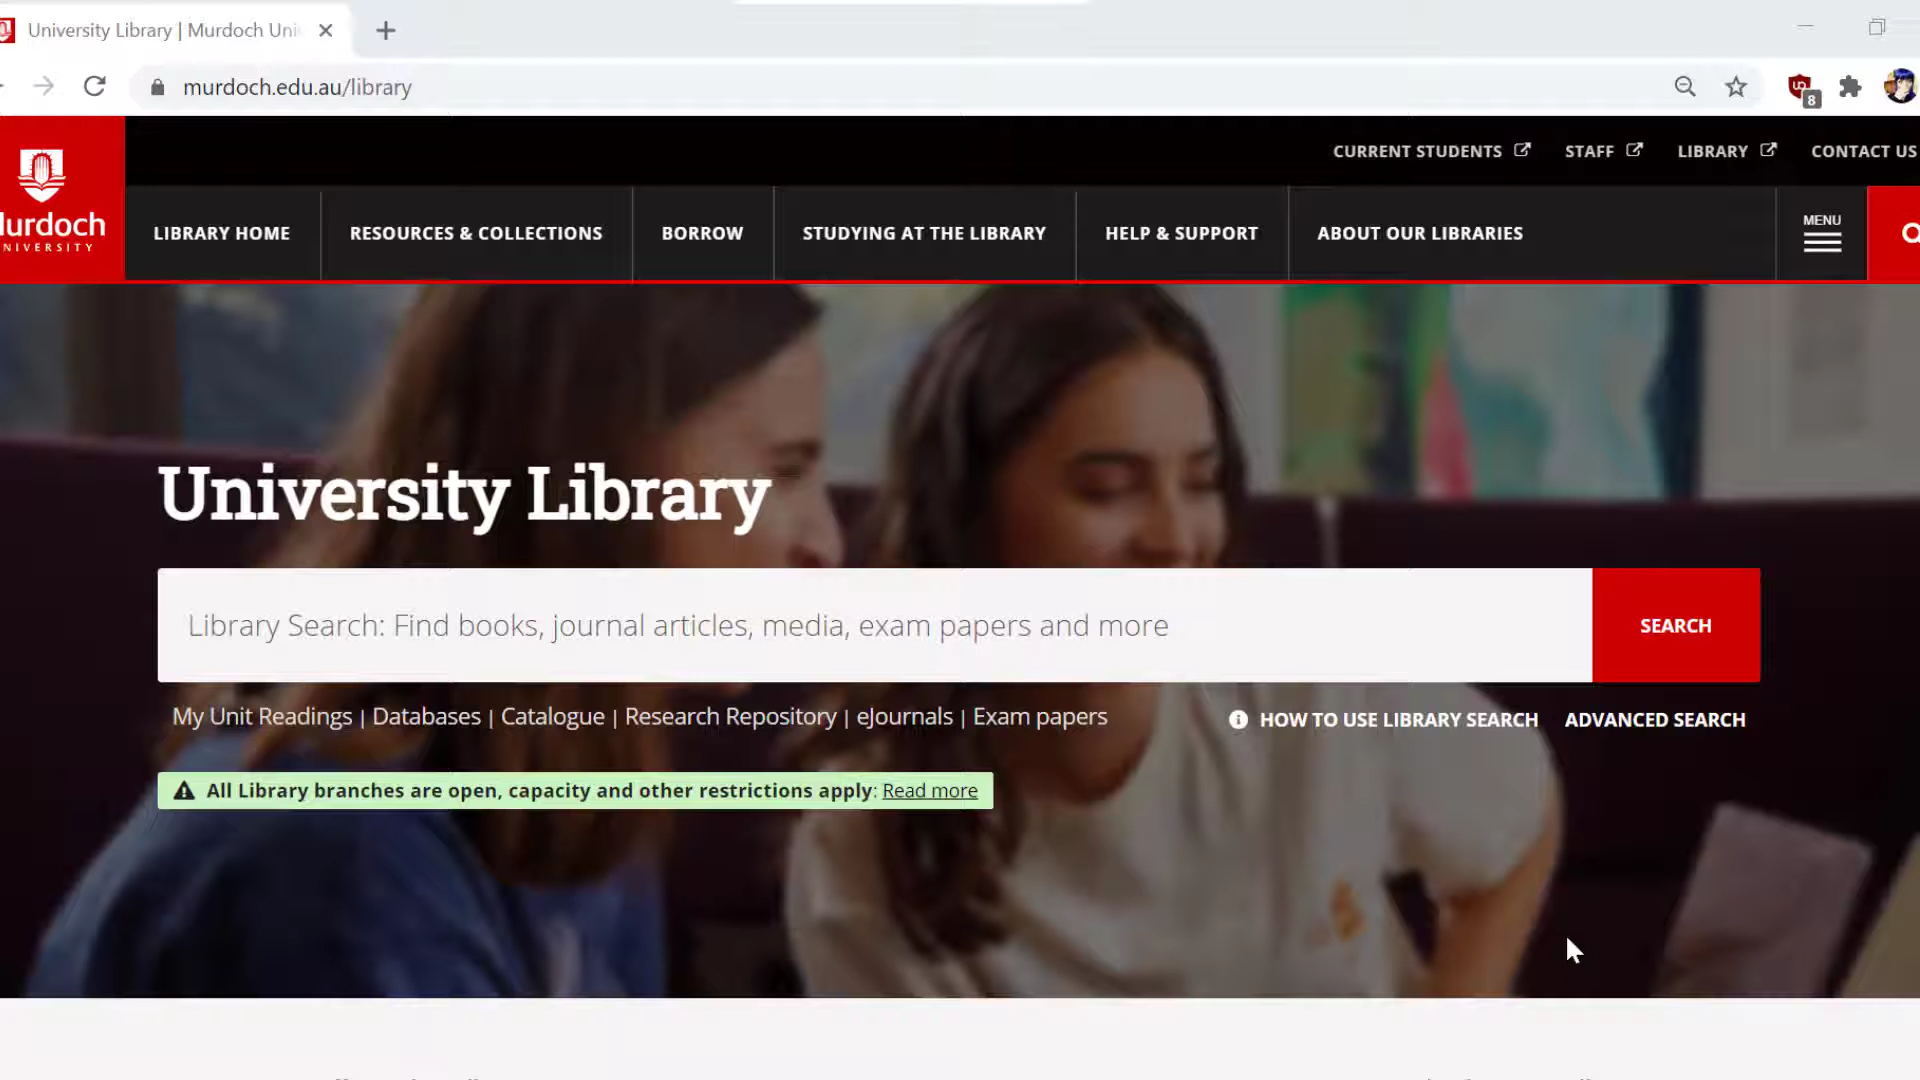 University Library | Murdoch Uni
murdoch.edu.au/library
8
CURRENT STUDENTS STAFF LIBRARY CONTACT US
urdoch
LIBRARY HOME RESOURCES & COLLECTIONS BORROW STUDYING AT THE LIBRARY HELP & SUPPORT ABOUT OUR LIBRARIES MENU
University Library
Library Search: Find books, journal articles, media, exam papers and more
SEARCH
My Unit Readings | Databases | Catalogue | Research Repository | eJournals | Exam papers
HOW TO USE LIBRARY SEARCH ADVANCED SEARCH
All Library branches are open, capacity and other restrictions apply: Read more